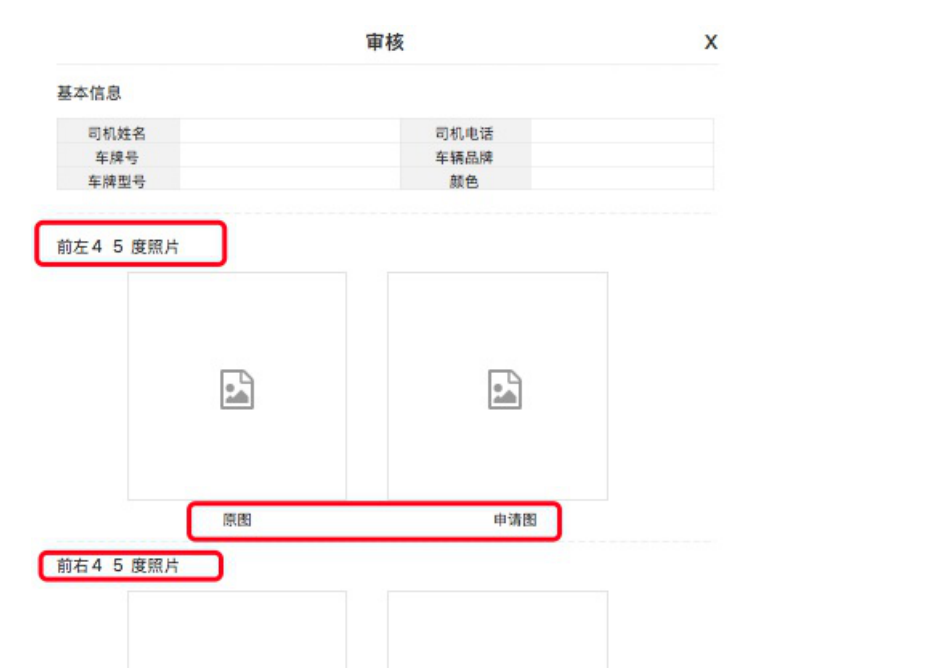 审核 X
基本信息
司机姓名 司机电话
车牌号 车辆品牌
车牌型号 颜色
前左4 5 度照片
原图 申请图
前右4 5 度照片